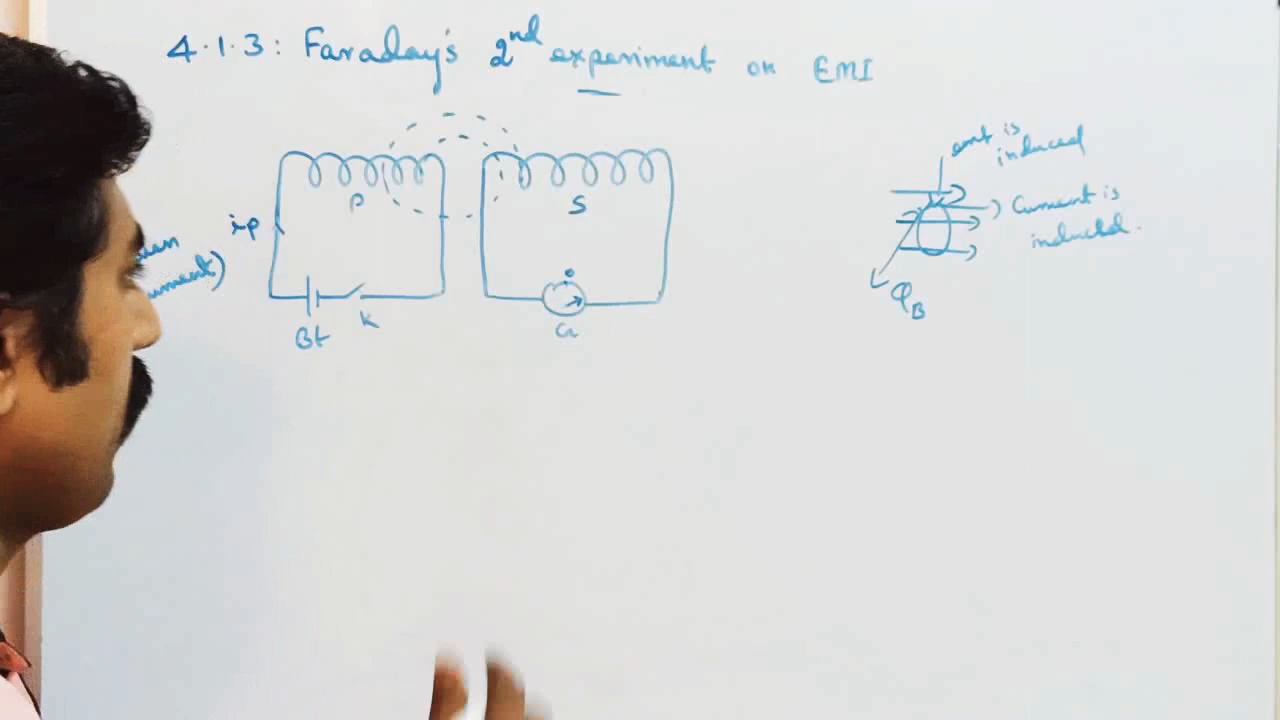 4.1.3: Faraday's 2nd experiment on EMI
emf is
induced
Current is
induced.
ΦB
P
S
ip
Bt
K
G